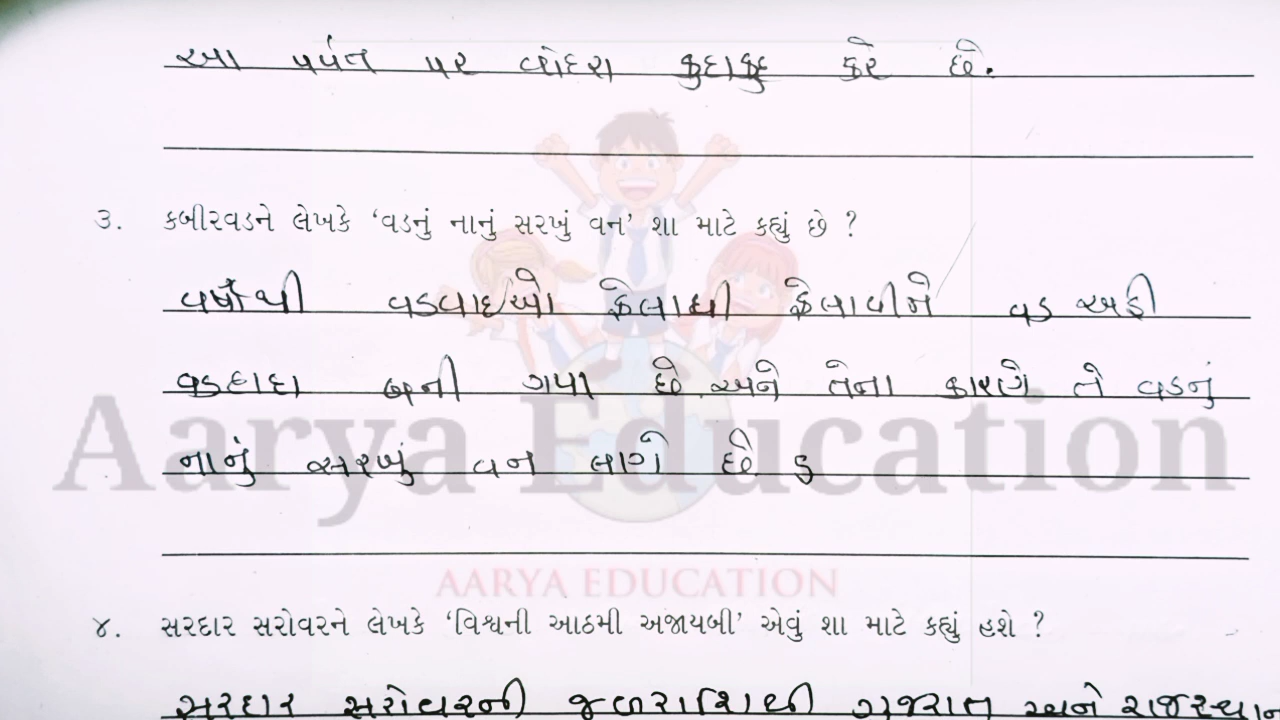 આ પર્વત પર વાંદરા કુદાકુદ કરે છે.
૩. કબીરવડને લેખકે ‘વડનું નાનું સરખું વન’ શા માટે કહ્યું છે ?
વર્ષોથી વડવાઈઓ ફેલાવીને વડ અહીં
વડદાદા બની ગયા છે. અને તેના કારણે તે વડનું
નાનું સરખું વન લાગે છે
Aarya Education
AARYA EDUCATION
૪. સરદાર સરોવરને લેખકે ‘વિશ્વની આઠમી અજાયબી’ એવું શા માટે કહ્યું હશે ?
સરદાર સરોવરની જળરાશિથી ગુજરાત અને રાજસ્થાન